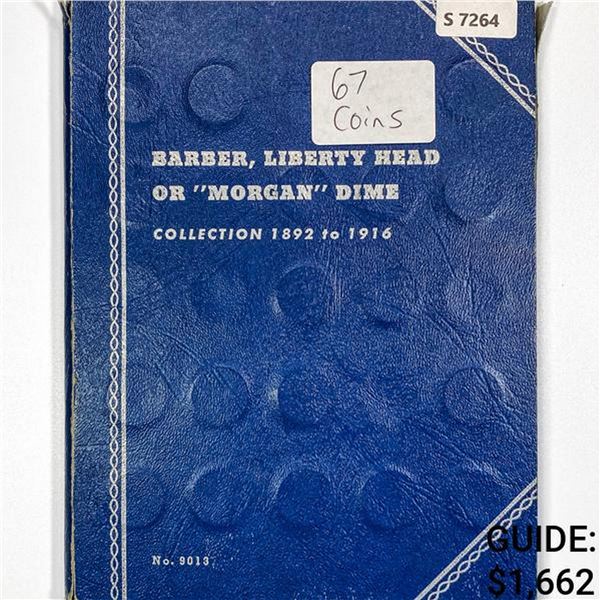 S 7264
67
Coins
BARBER, LIBERTY HEAD
OR "MORGAN" DIME
COLLECTION 1892 to 1916
No. 9013
GUIDE:
$1,662